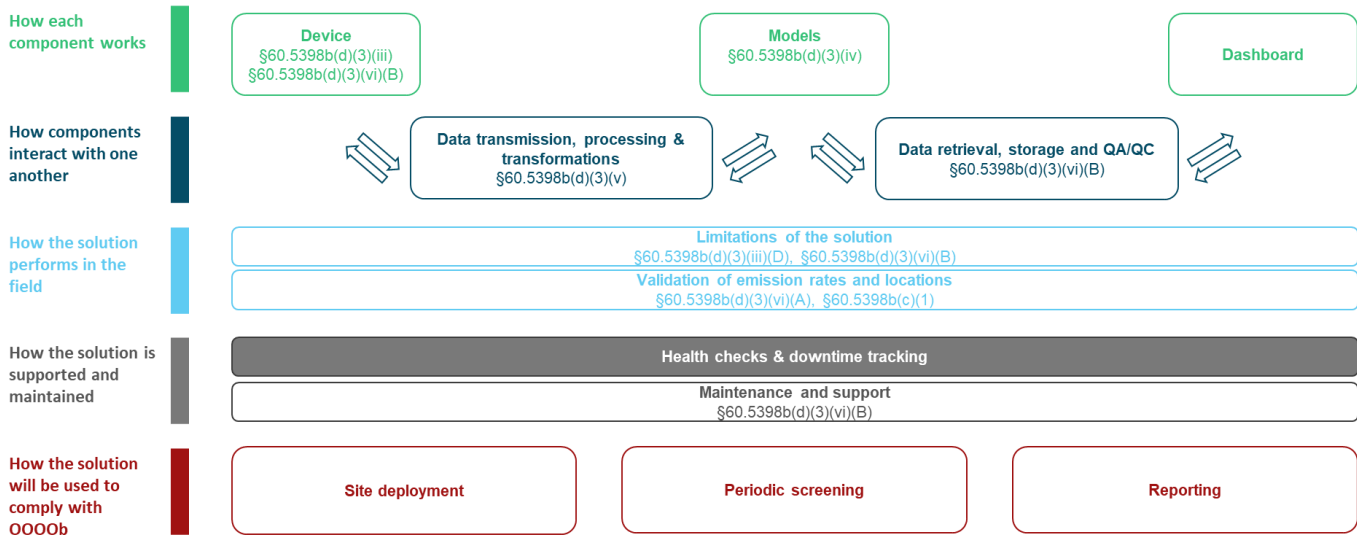 How each
component works
Device
§60.5398b(d)(3)(iii)
§60.5398b(d)(3)(vi)(B)
Models
§60.5398b(d)(3)(iv)
Dashboard
How components
interact with one
another
Data transmission, processing &
transformations
§60.5398b(d)(3)(v)
Data retrieval, storage and QA/QC
§60.5398b(d)(3)(vi)(B)
How the solution
performs in the
field
Limitations of the solution
§60.5398b(d)(3)(iii)(D), §60.5398b(d)(3)(vi)(B)
Validation of emission rates and locations
§60.5398b(d)(3)(vi)(A), §60.5398b(c)(1)
How the solution is
supported and
maintained
Health checks & downtime tracking
Maintenance and support
§60.5398b(d)(3)(vi)(B)
How the solution
will be used to
comply with
OOOOb
Site deployment
Periodic screening
Reporting